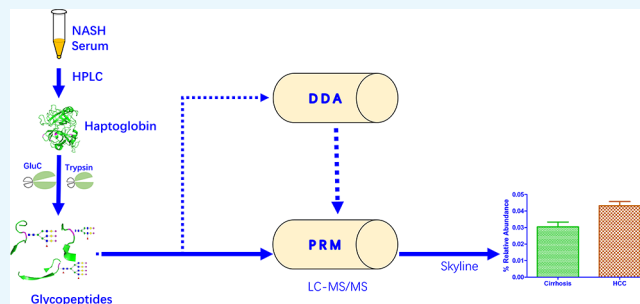 NASH
Serum
HPLC
Haptoglobin
GluC
Trypsin
Glycopeptides
DDA
PRM
LC-MS/MS
Skyline
% Relative Abundance
0.05
0.04
0.03
0.02
0.01
0.00
Cirrhosis
HCC